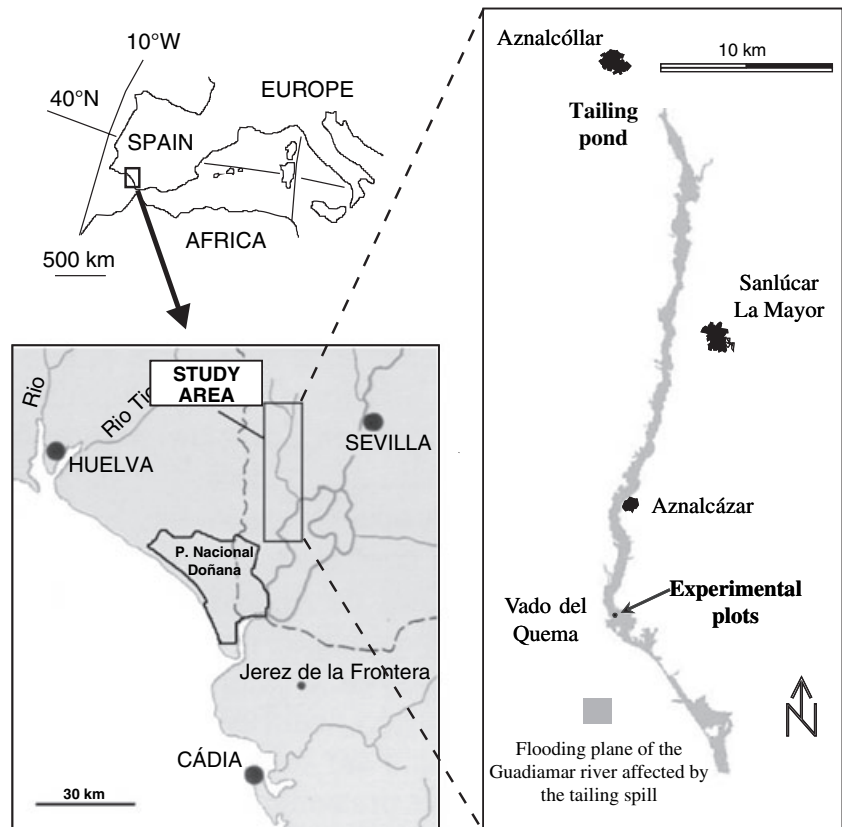 10°W
40°N
EUROPE
SPAIN
AFRICA
500 km
STUDY
AREA
Rio
Rio Tio
HUELVA
SEVILLA
P. Nacional
Doñana
Jerez de la Frontera
CÁDIA
30 km
Aznalcóllar
10 km
Tailing
pond
Sanlúcar
La Mayor
Aznalcázar
Vado del
Quema
Experimental
plots
N
Flooding plane of the
Guadiamar river affected by
the tailing spill